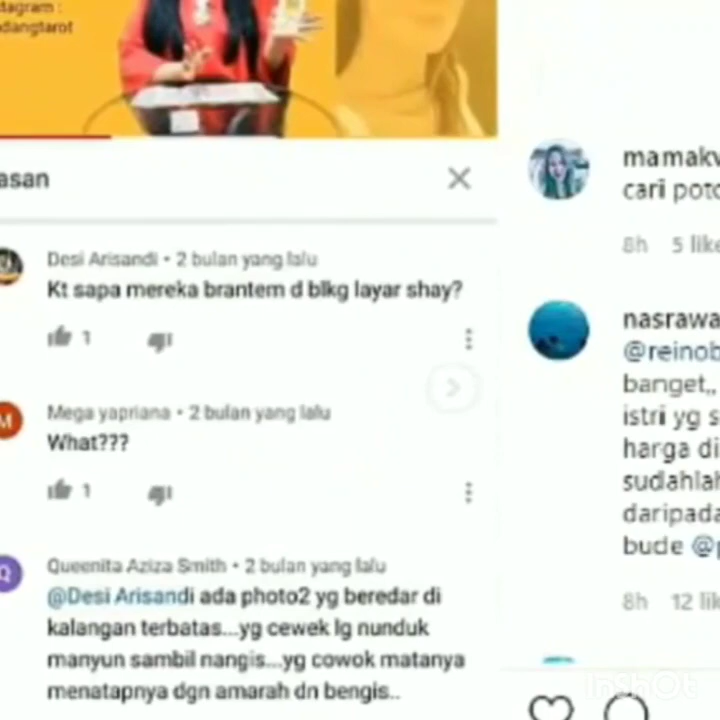 tagram :
dangtarot
asan
Desi Arisandi • 2 bulan yang lalu
Kt sapa mereka brantem d blkg layar shay?
1
M
Mega yapriana • 2 bulan yang lalu
What???
1
Q
Queenita Aziza Smith • 2 bulan yang lalu
@Desi Arisandi ada photo2 yg beredar di
kalangan terbatas...yg cewek lg nunduk
manyun sambil nangis...yg cowok matanya
menatapnya dgn amarah dn bengis..
mamakv
cari poto
8h 5 like
nasrawa
@reinob
banget,,
istri yg s
harga di
sudahlah
daripada
bude @p
8h 12 lik
InShOt